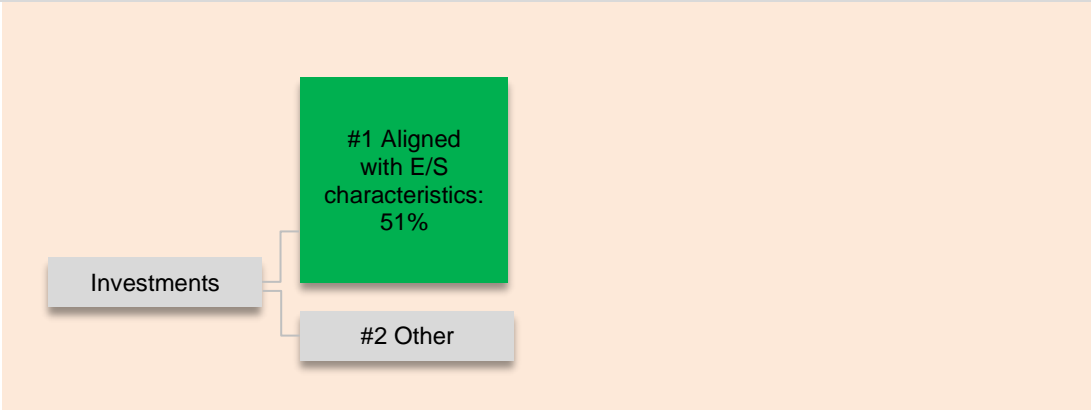 #1 Aligned
with E/S
characteristics:
51%
Investments
#2 Other